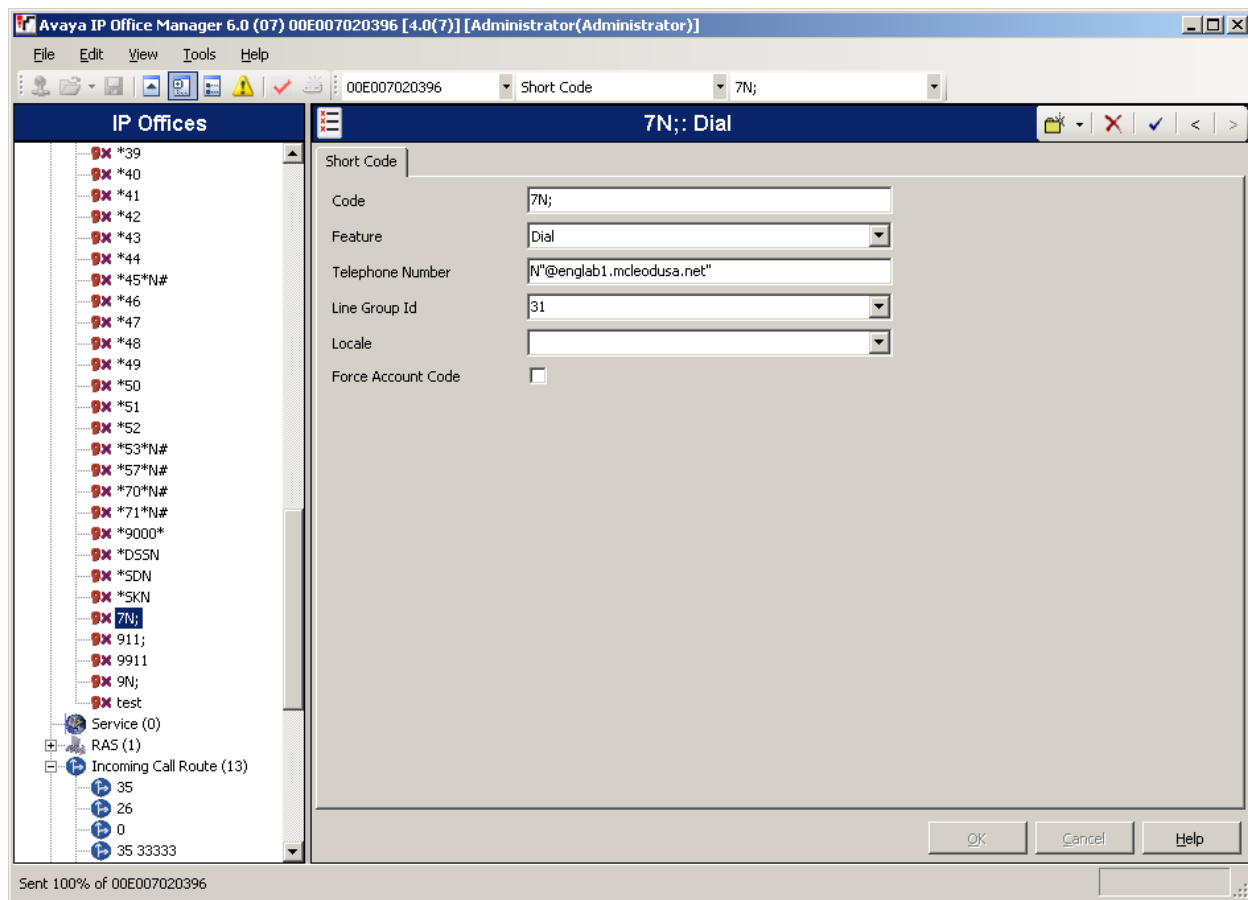 Avaya IP Office Manager 6.0 (07) 00E007020396 [4.0(7)] [Administrator(Administrator)]
File Edit View Tools Help
00E007020396 Short Code 7N;
IP Offices
7N;: Dial
*39
*40
*41
*42
*43
*44
*45*N#
*46
*47
*48
*49
*50
*51
*52
*53*N#
*57*N#
*70*N#
*71*N#
*9000*
*DSSN
*SDN
*SKN
7N;
911;
9911
9N;
test
Service (0)
RAS (1)
Incoming Call Route (13)
35
26
0
35 33333
Short Code
Code 7N;
Feature Dial
Telephone Number N"@englab1.mcleodusa.net"
Line Group Id 31
Locale
Force Account Code
OK Cancel Help
Sent 100% of 00E007020396